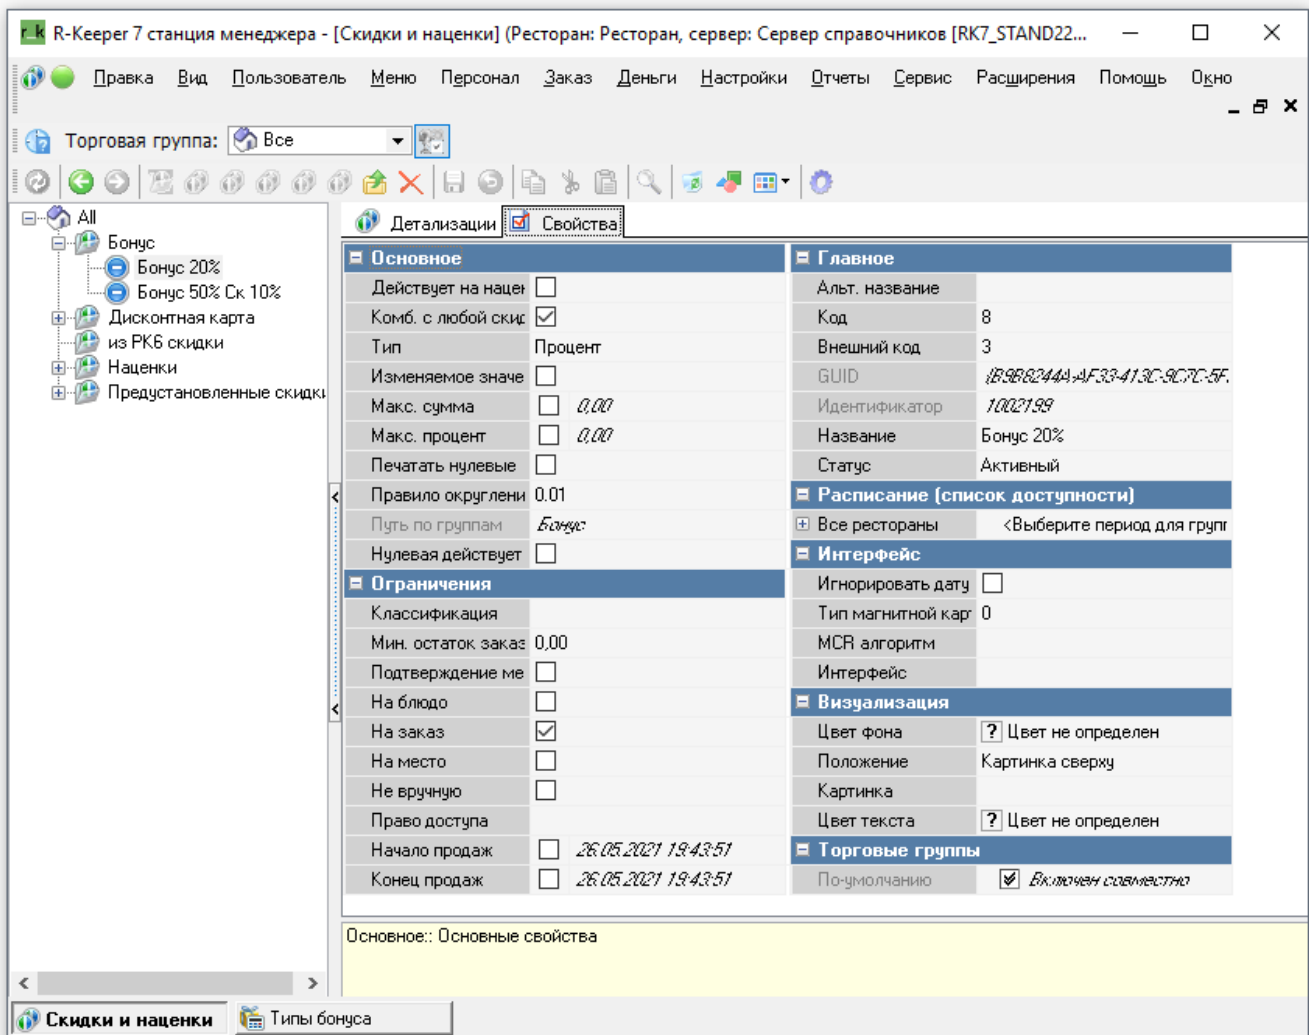 r_k R-Keeper 7 станция менеджера - [Скидки и наценки] (Ресторан: Ресторан, сервер: Сервер справочников [RK7_STAND22...
Правка Вид Пользователь Меню Персонал Заказ Деньги Настройки Отчеты Сервис Расширения Помощь Окно
Торговая группа: Все
All
Бонус
Бонус 20%
Бонус 50% Ск 10%
Дисконтная карта
из РК6 скидки
Наценки
Предустановленные скидки
Детализации Свойства
Основное
Действует на нацен
Комб. с любой скид
Тип Процент
Изменяемое значе
Макс. сумма 0,00
Макс. процент 0,00
Печатать нулевые
Правило округлени 0.01
Путь по группам Бонус
Нулевая действует
Ограничения
Классификация
Мин. остаток заказ 0,00
Подтверждение ме
На блюдо
На заказ
На место
Не вручную
Право доступа
Начало продаж 26.05.2021 19:43:51
Конец продаж 26.05.2021 19:43:51
Главное
Альт. название
Код 8
Внешний код 3
GUID {B9B8244A-AF33-413C-9C7C-5F.
Идентификатор 1002199
Название Бонус 20%
Статус Активный
Расписание (список доступности)
Все рестораны <Выберите период для групп
Интерфейс
Игнорировать дату
Тип магнитной кар 0
MCR алгоритм
Интерфейс
Визуализация
Цвет фона ? Цвет не определен
Положение Картинка сверху
Картинка
Цвет текста ? Цвет не определен
Торговые группы
По-умолчанию Включен совместно
Основное:: Основные свойства
Скидки и наценки Типы бонуса